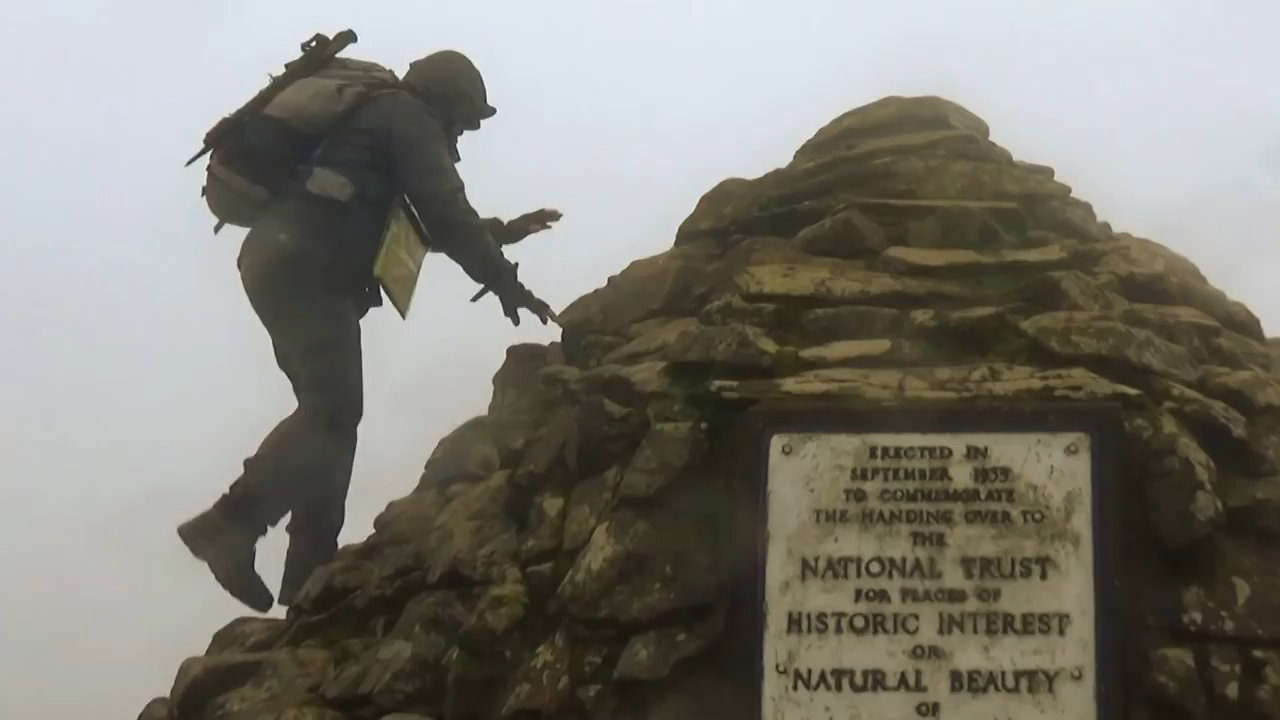 ERECTED IN
SEPTEMBER 1935
TO COMMEMORATE
THE HANDING OVER TO
THE
NATIONAL TRUST
FOR PLACES OF
HISTORIC INTEREST
OR
NATURAL BEAUTY
OF